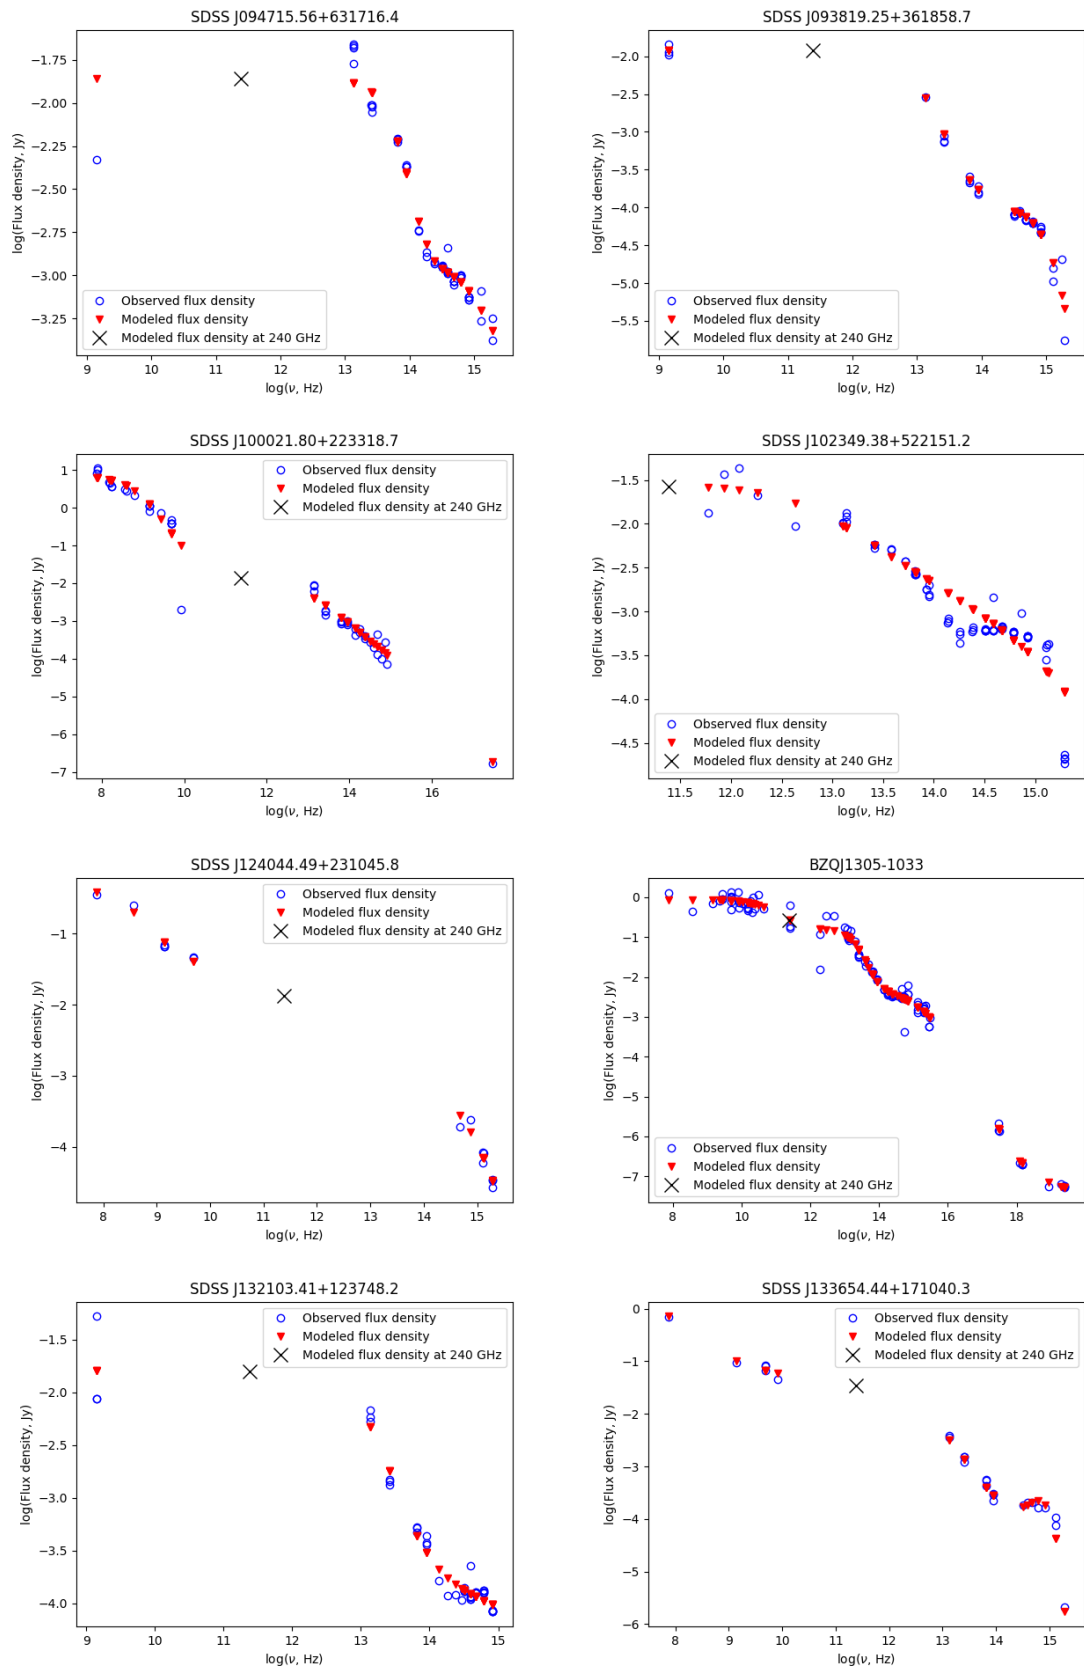 SDSS J094715.56+631716.4
log(Flux density, Jy)
−1.75
−2.00
−2.25
−2.50
−2.75
−3.00
−3.25
Observed flux density
Modeled flux density
Modeled flux density at 240 GHz
9 10 11 12 13 14 15
log(ν, Hz)
SDSS J093819.25+361858.7
log(Flux density, Jy)
−2.0
−2.5
−3.0
−3.5
−4.0
−4.5
−5.0
−5.5
Observed flux density
Modeled flux density
Modeled flux density at 240 GHz
9 10 11 12 13 14 15
log(ν, Hz)
SDSS J100021.80+223318.7
log(Flux density, Jy)
1
0
−1
−2
−3
−4
−5
−6
−7
Observed flux density
Modeled flux density
Modeled flux density at 240 GHz
8 10 12 14 16
log(ν, Hz)
SDSS J102349.38+522151.2
log(Flux density, Jy)
−1.5
−2.0
−2.5
−3.0
−3.5
−4.0
−4.5
Observed flux density
Modeled flux density
Modeled flux density at 240 GHz
11.5 12.0 12.5 13.0 13.5 14.0 14.5 15.0
log(ν, Hz)
SDSS J124044.49+231045.8
log(Flux density, Jy)
−1
−2
−3
−4
Observed flux density
Modeled flux density
Modeled flux density at 240 GHz
8 9 10 11 12 13 14 15
log(ν, Hz)
BZQJ1305-1033
log(Flux density, Jy)
0
−1
−2
−3
−4
−5
−6
−7
Observed flux density
Modeled flux density
Modeled flux density at 240 GHz
8 10 12 14 16 18
log(ν, Hz)
SDSS J132103.41+123748.2
log(Flux density, Jy)
−1.5
−2.0
−2.5
−3.0
−3.5
−4.0
Observed flux density
Modeled flux density
Modeled flux density at 240 GHz
9 10 11 12 13 14 15
log(ν, Hz)
SDSS J133654.44+171040.3
log(Flux density, Jy)
0
−1
−2
−3
−4
−5
−6
Observed flux density
Modeled flux density
Modeled flux density at 240 GHz
8 9 10 11 12 13 14 15
log(ν, Hz)